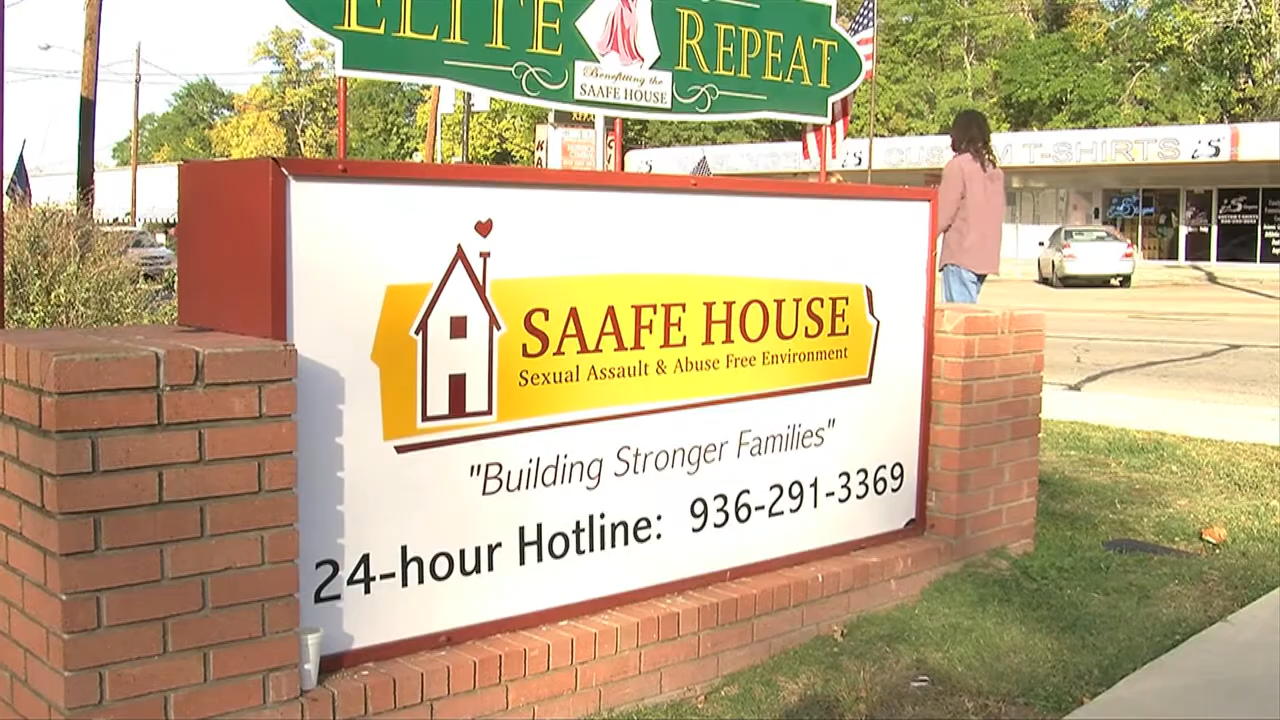 ELITE REPEAT
Benefitting the
SAAFE HOUSE
CUSTOM T-SHIRTS
SAAFE HOUSE
Sexual Assault & Abuse Free Environment
"Building Stronger Families"
24-hour Hotline: 936-291-3369